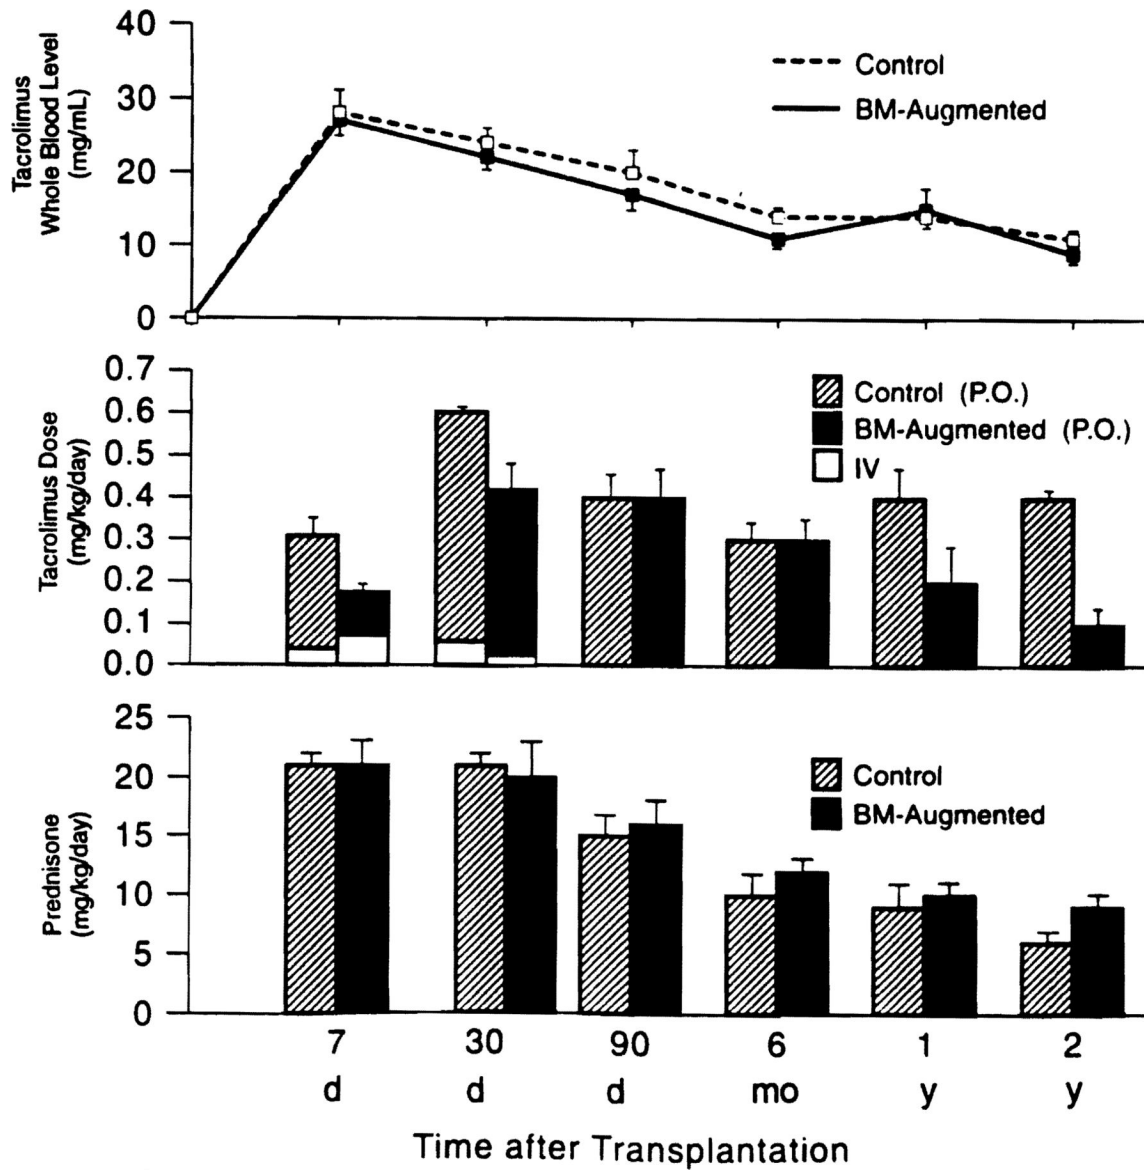 40
30
20
10
0
Tacrolimus
Whole Blood Level
(mg/mL)
Control
BM-Augmented
0.7
0.6
0.5
0.4
0.3
0.2
0.1
0.0
Tacrolimus Dose
(mg/kg/day)
Control (P.O.)
BM-Augmented (P.O.)
IV
25
20
15
10
5
0
Prednisone
(mg/kg/day)
Control
BM-Augmented
7 30 90 6 1 2
d d d mo y y
Time after Transplantation